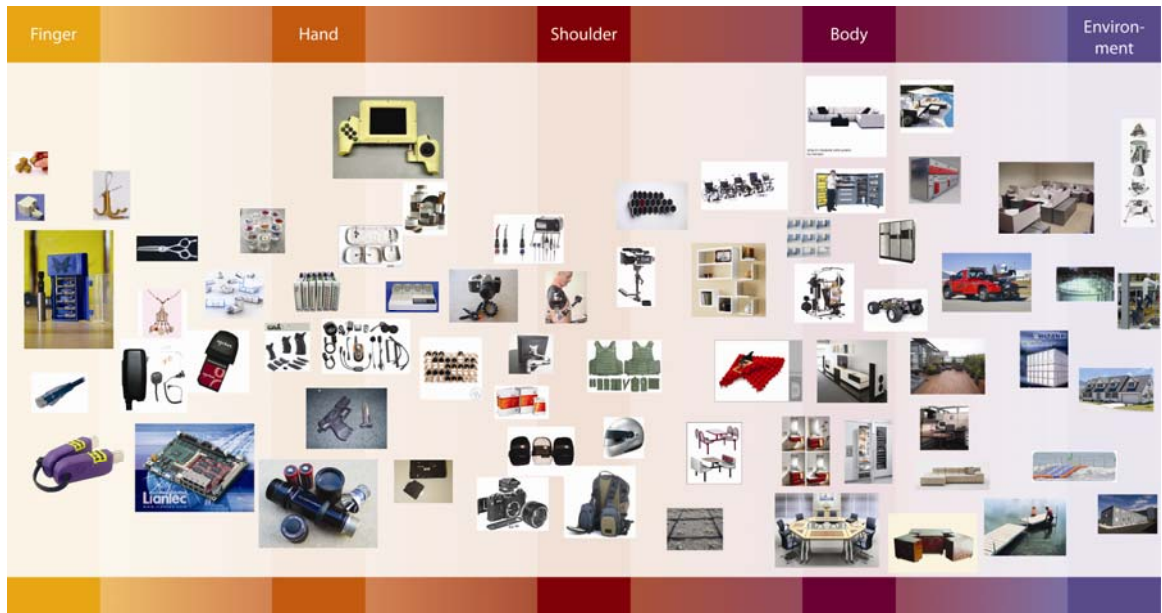 Finger
Hand
Shoulder
Body
Environ-
ment
Liantec